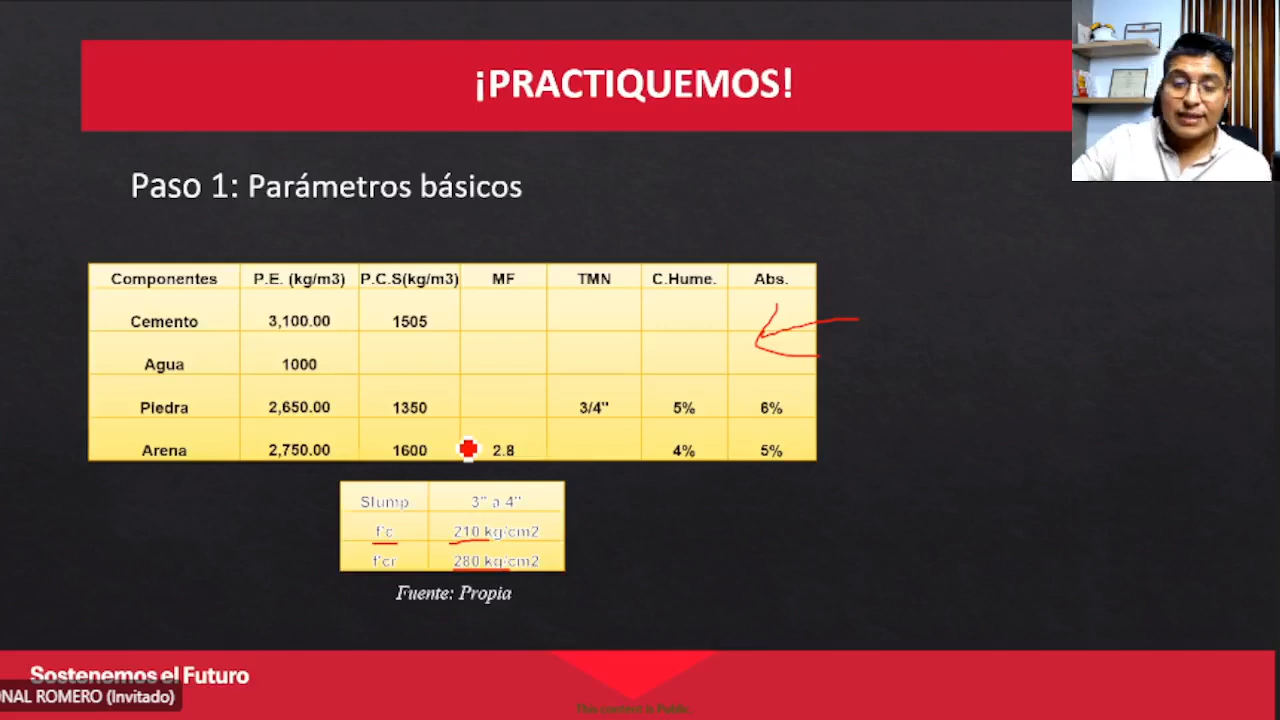 ¡PRACTIQUEMOS!
Paso 1: Parámetros básicos
Componentes P.E. (kg/m3) P.C.S(kg/m3) MF TMN C.Hume. Abs.
Cemento 3,100.00 1505
Agua 1000
Piedra 2,650.00 1350 3/4" 5% 6%
Arena 2,750.00 1600 2.8 4% 5%
Slump 3" a 4"
f'c 210 kg/cm2
f'cr 280 kg/cm2
Fuente: Propia
Sostenemos el Futuro
ONAL ROMERO (Invitado)
This content is Public.